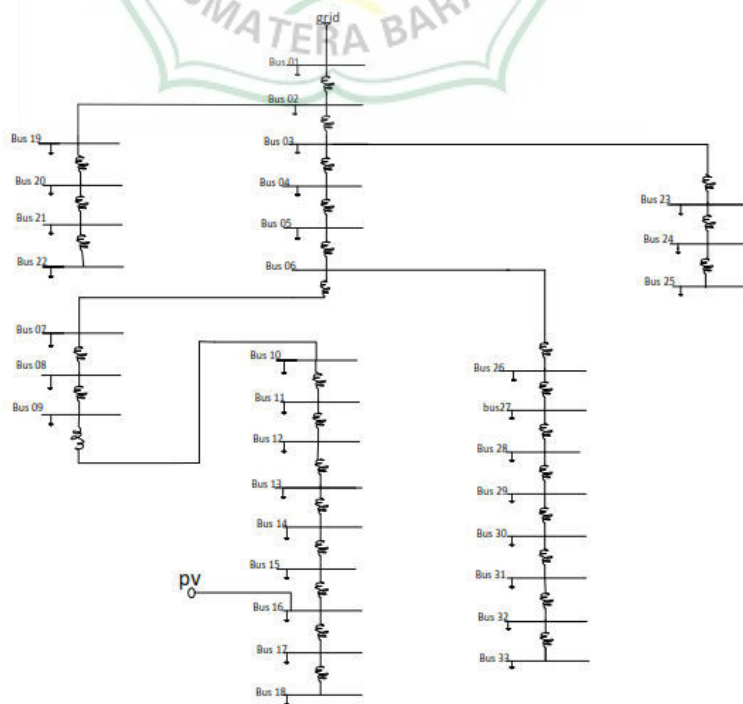 SUMATERA BARA
grid
Bus 01
Bus 02
Bus 19
Bus 03
Bus 20
Bus 04
Bus 23
Bus 21
Bus 05
Bus 24
Bus 22
Bus 06
Bus 25
Bus 07
Bus 10
Bus 08
Bus 26
Bus 09
Bus 11
bus27
Bus 12
Bus 28
Bus 13
Bus 29
Bus 14
Bus 30
Bus 15
Bus 31
pv
Bus 16
Bus 32
Bus 17
Bus 33
Bus 18